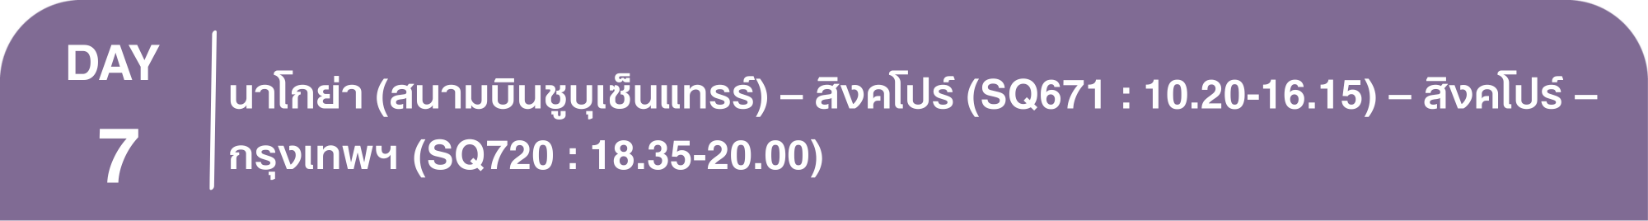 DAY
7
นาโกย่า (สนามบินชูบุเซ็นแทรร์) – สิงคโปร์ (SQ671 : 10.20-16.15) – สิงคโปร์ –
กรุงเทพฯ (SQ720 : 18.35-20.00)